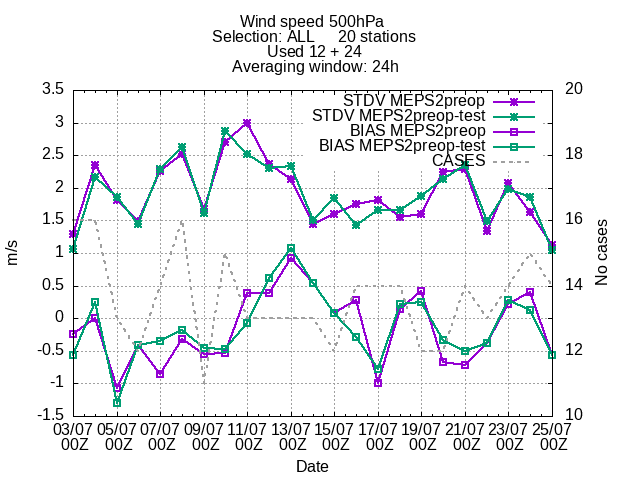 Wind speed 500hPa
Selection: ALL 20 stations
Used 12 + 24
Averaging window: 24h
3.5
3
2.5
2
1.5
1
0.5
0
-0.5
-1
-1.5
m/s
20
18
16
14
12
10
No cases
STDV MEPS2preop
STDV MEPS2preop-test
BIAS MEPS2preop
BIAS MEPS2preop-test
CASES
03/07 05/07 07/07 09/07 11/07 13/07 15/07 17/07 19/07 21/07 23/07 25/07
00Z 00Z 00Z 00Z 00Z 00Z 00Z 00Z 00Z 00Z 00Z 00Z
Date